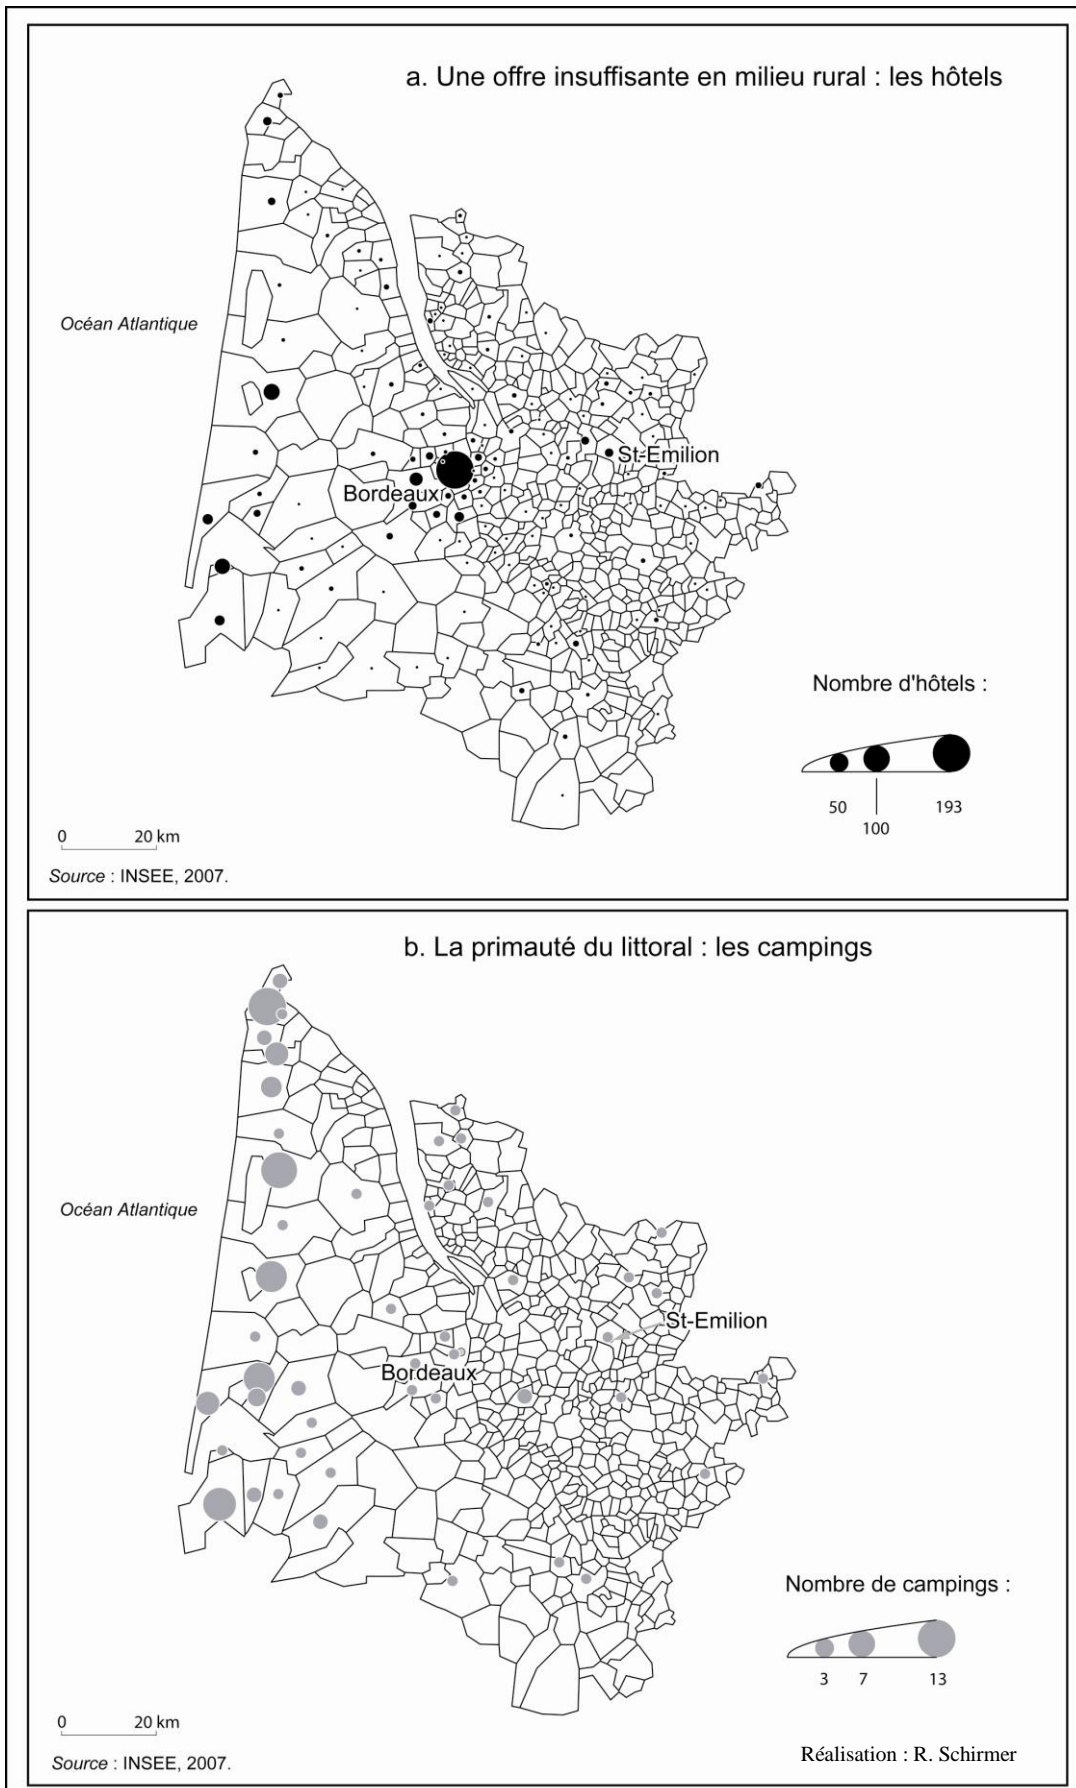 a. Une offre insuffisante en milieu rural : les hôtels
Océan Atlantique
St-Emilion
Bordeaux
Nombre d'hôtels :
50
193
100
0 20 km
Source : INSEE, 2007.
b. La primauté du littoral : les campings
Océan Atlantique
St-Emilion
Bordeaux
Nombre de campings :
3 7 13
0 20 km
Source : INSEE, 2007.
Réalisation : R. Schirmer